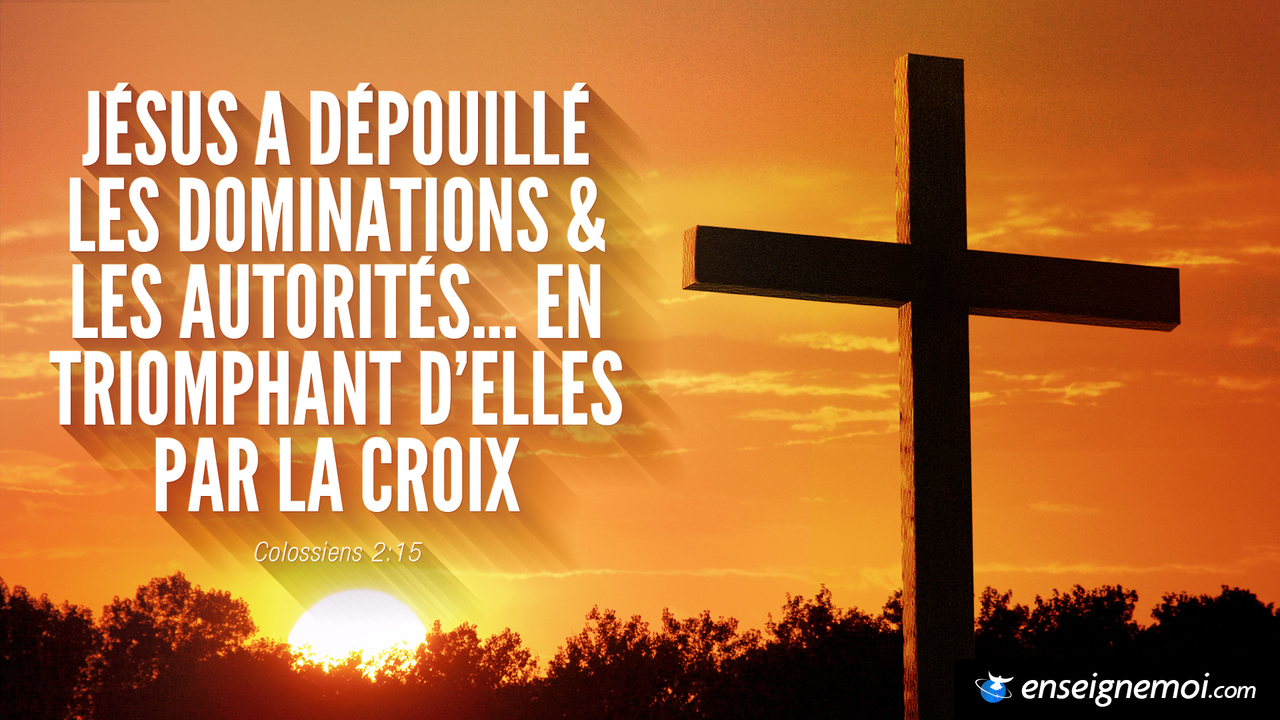 JÉSUS A DÉPOUILLÉ
LES DOMINATIONS &
LES AUTORITÉS... EN
TRIOMPHANT D'ELLES
PAR LA CROIX
Colossiens 2:15
enseignemoi.com